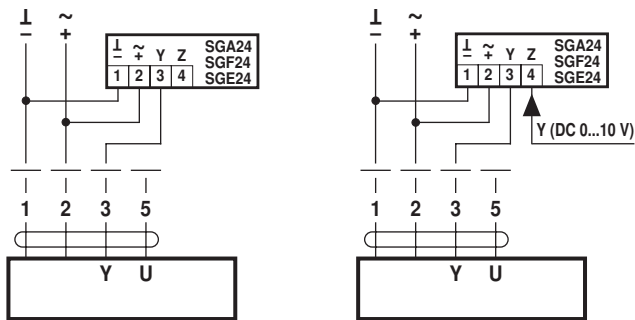 ⊥ ~
– +
⊥ ~ Y Z SGA24
– + SGF24
1 2 3 4 SGE24
1 2 3 5
Y U
⊥ ~
– +
⊥ ~ Y Z SGA24
– + SGF24
1 2 3 4 SGE24
Y (DC 0...10 V)
1 2 3 5
Y U